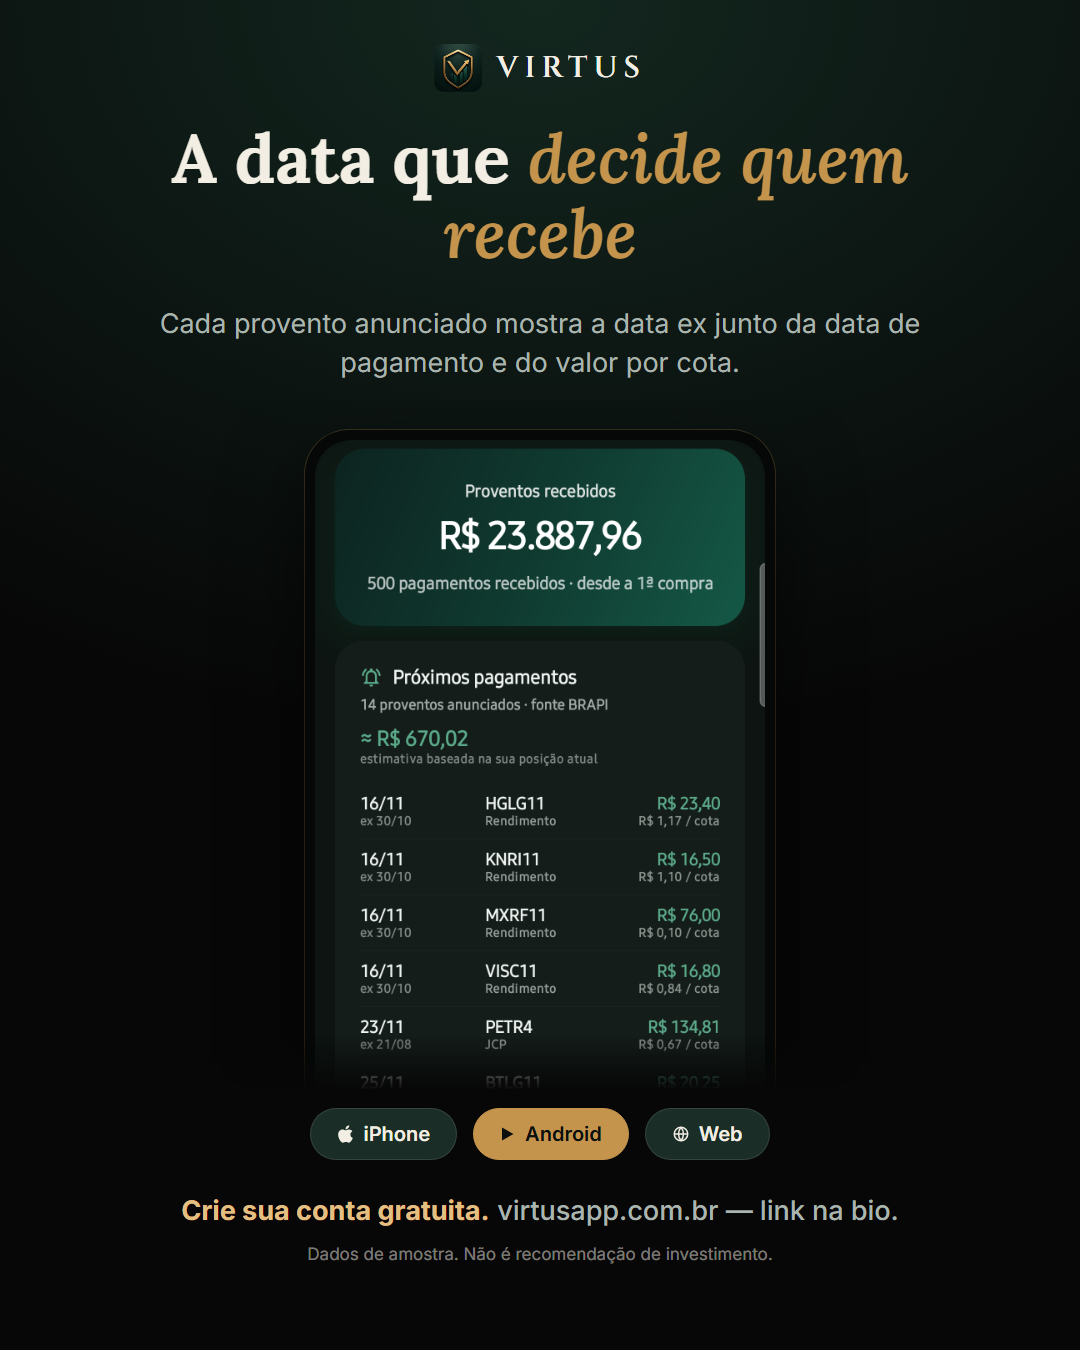 VIRTUS
A data que decide quem
recebe
Cada provento anunciado mostra a data ex junto da data de
pagamento e do valor por cota.
Proventos recebidos
R$ 23.887,96
500 pagamentos recebidos · desde a 1ª compra
Próximos pagamentos
14 proventos anunciados · fonte BRAPI
≈ R$ 670,02
estimativa baseada na sua posição atual
16/11 HGLG11 R$ 23,40
ex 30/10 Rendimento R$ 1,17 / cota
16/11 KNRI11 R$ 16,50
ex 30/10 Rendimento R$ 1,10 / cota
16/11 MXRF11 R$ 76,00
ex 30/10 Rendimento R$ 0,10 / cota
16/11 VISC11 R$ 16,80
ex 30/10 Rendimento R$ 0,84 / cota
23/11 PETR4 R$ 134,81
ex 21/08 JCP R$ 0,67 / cota
25/11 BTLG11 R$ 20,25
iPhone Android Web
Crie sua conta gratuita. virtusapp.com.br — link na bio.
Dados de amostra. Não é recomendação de investimento.